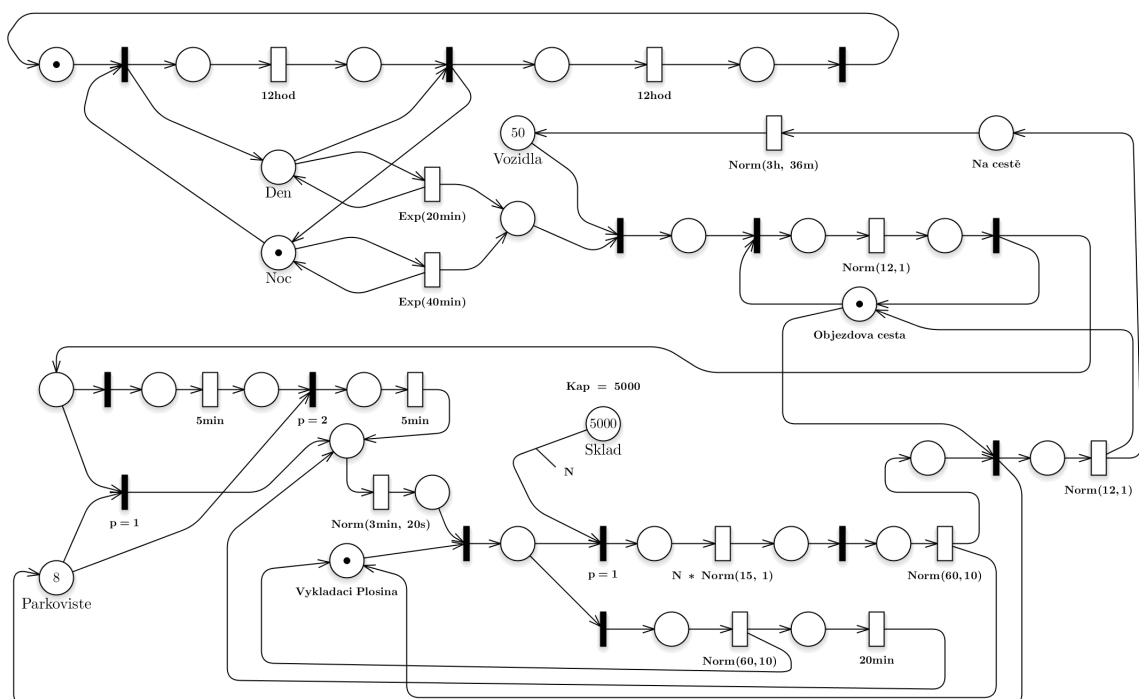 12hod
12hod
50
Vozidla
Norm(3h, 36m)
Na cestě
Den
Exp(20min)
Noc
Exp(40min)
Norm(12,1)
Objezdova cesta
5min
p = 2
5min
Kap = 5000
5000
Sklad
N
p = 1
Norm(12,1)
Norm(3min, 20s)
8
Parkoviste
Vykladaci Plosina
p = 1
N * Norm(15, 1)
Norm(60,10)
Norm(60,10)
20min